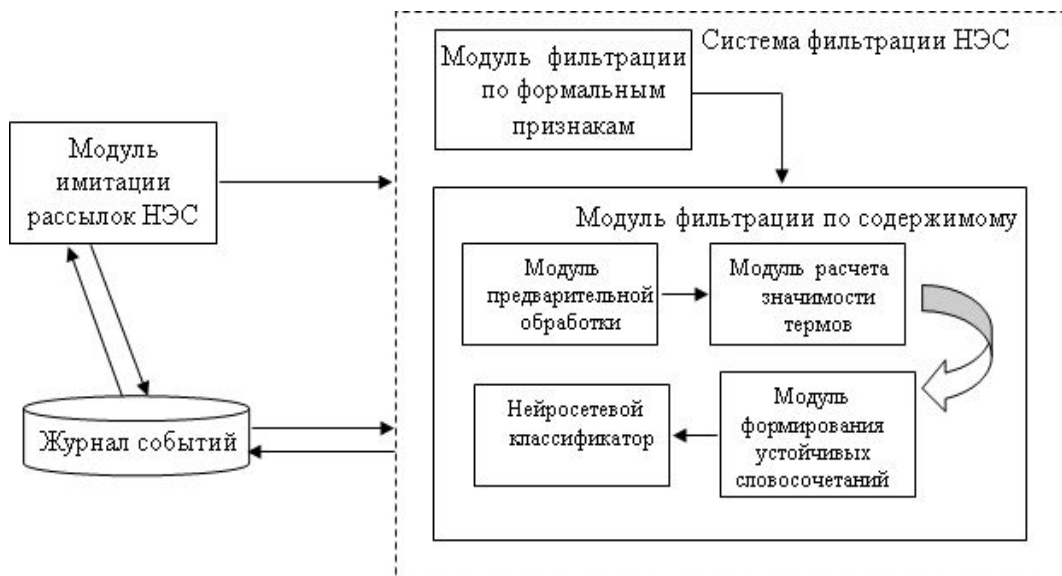 Система фильтрации НЭС
Модуль фильтрации
по формальным
признакам
Модуль
имитации
рассылок НЭС
Модуль фильтрации по содержимому
Модуль
предварительной
обработки
Модуль расчета
значимости
термов
Нейросетевой
классификатор
Модуль
формирования
устойчивых
словосочетаний
Журнал событий